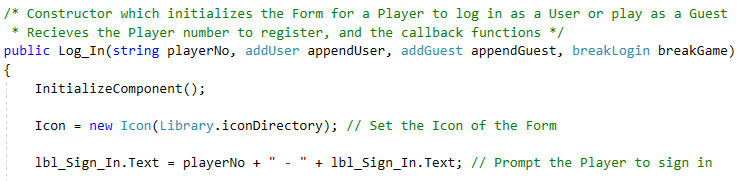 /* Constructor which initializes the Form for a Player to log in as a User or play as a Guest
* Recieves the Player number to register, and the callback functions */
public Log_In(string playerNo, addUser appendUser, addGuest appendGuest, breakLogin breakGame)
{
InitializeComponent();
Icon = new Icon(Library.iconDirectory); // Set the Icon of the Form
lbl_Sign_In.Text = playerNo + " - " + lbl_Sign_In.Text; // Prompt the Player to sign in